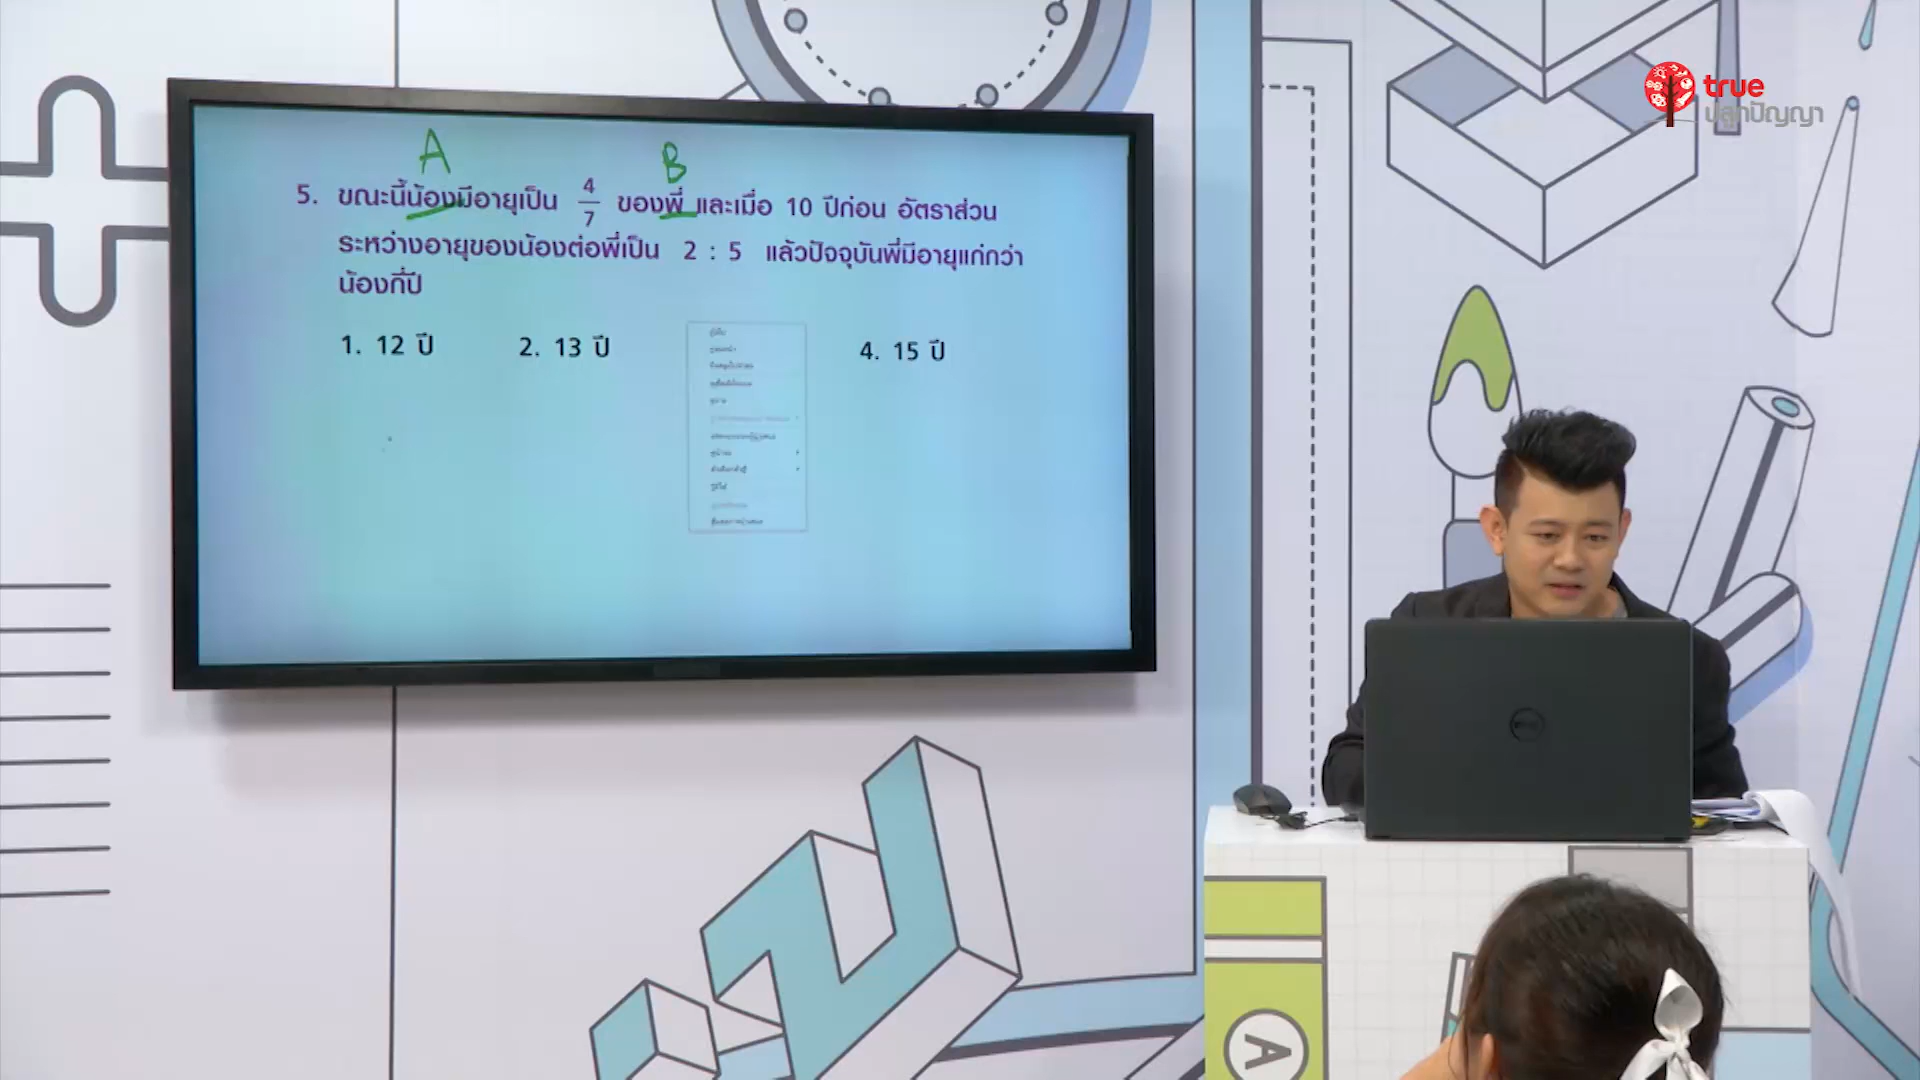 true
ปลูกปัญญา
A
B
5. ขณะนี้น้องมีอายุเป็น 4/7 ของพี่ และเมื่อ 10 ปีก่อน อัตราส่วน
ระหว่างอายุของน้องต่อพี่เป็น 2 : 5 แล้วปัจจุบันพี่มีอายุแก่กว่า
น้องกี่ปี
1. 12 ปี 2. 13 ปี 4. 15 ปี
A